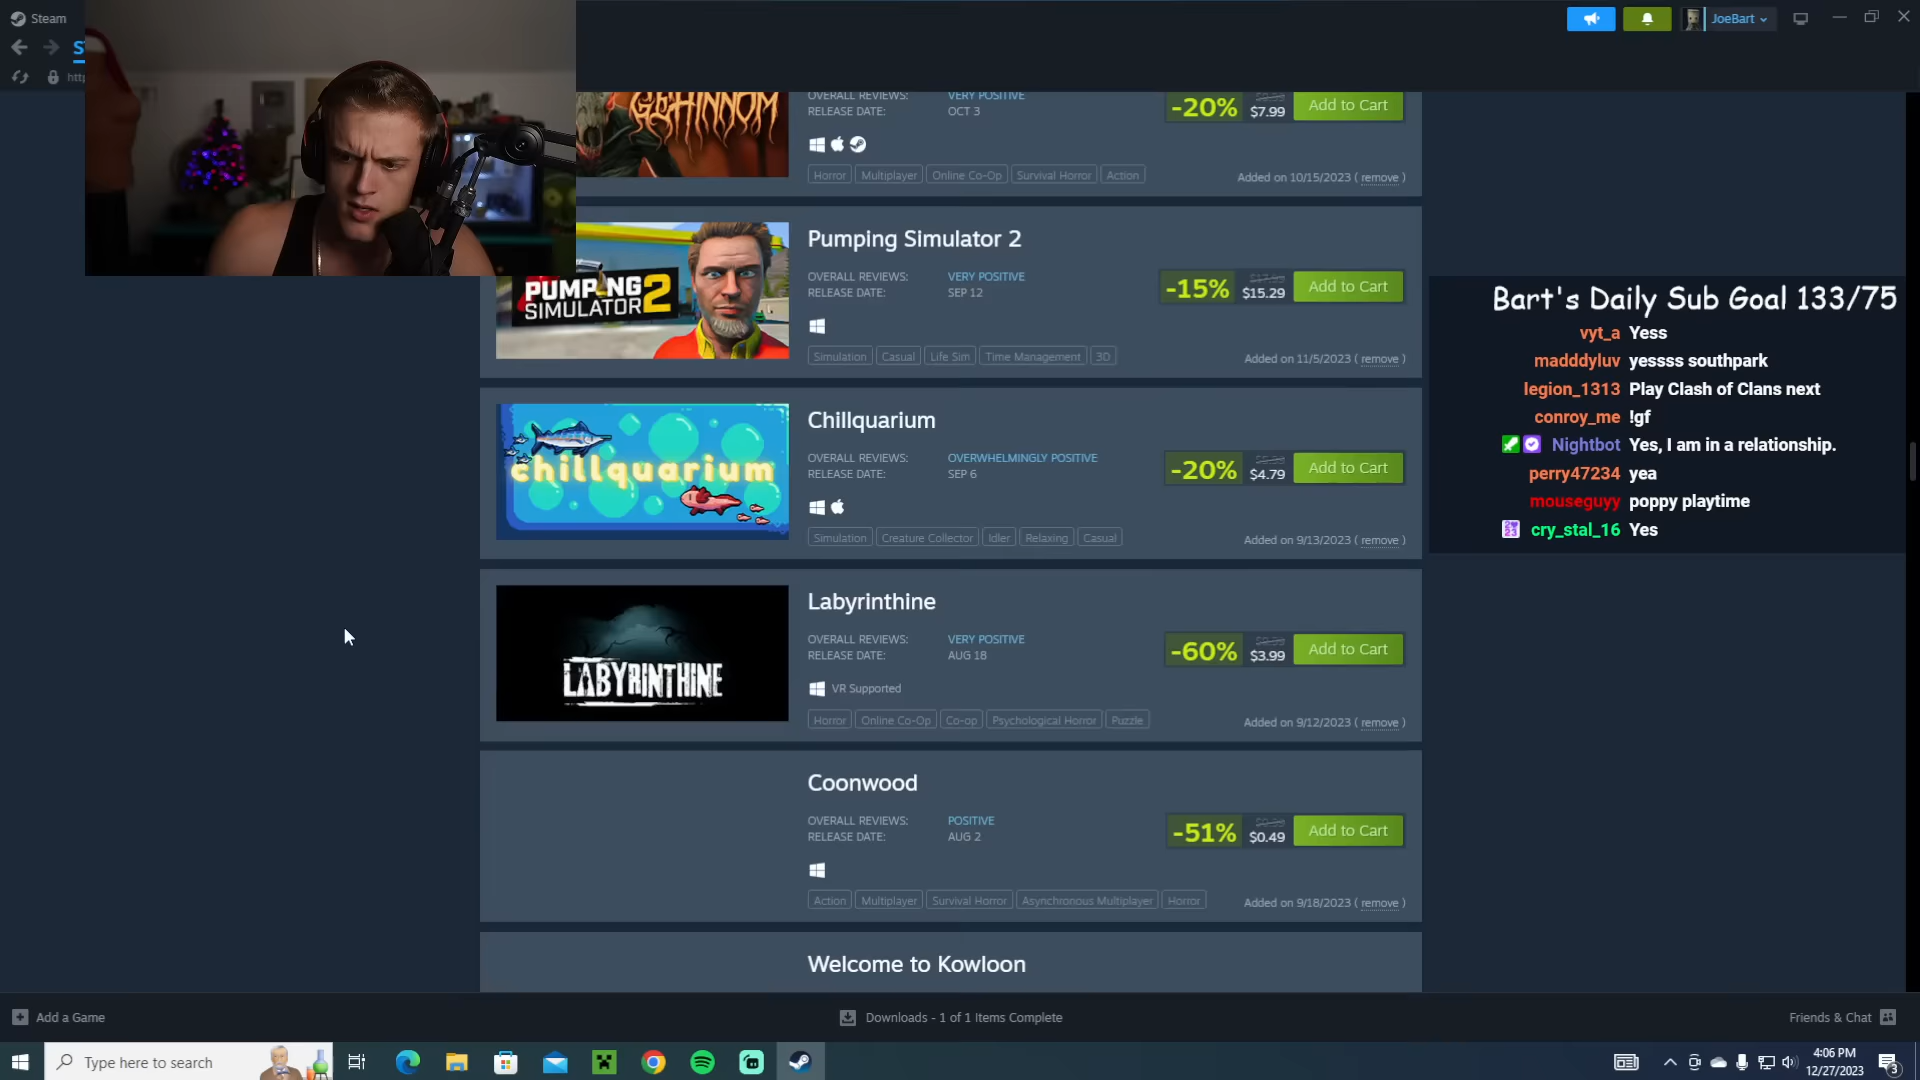 Steam
JoeBart
GEHINNOM
OVERALL REVIEWS: VERY POSITIVE
RELEASE DATE: OCT 3
-20% $7.99 Add to Cart
Horror Multiplayer Online Co-Op Survival Horror Action
Added on 10/15/2023 ( remove )
PUMPING SIMULATOR 2
Pumping Simulator 2
OVERALL REVIEWS: VERY POSITIVE
RELEASE DATE: SEP 12
-15% $17.99 $15.29 Add to Cart
Simulation Casual Life Sim Time Management 3D
Added on 11/5/2023 ( remove )
chillquarium
Chillquarium
OVERALL REVIEWS: OVERWHELMINGLY POSITIVE
RELEASE DATE: SEP 6
-20% $4.79 Add to Cart
Simulation Creature Collector Idler Relaxing Casual
Added on 9/13/2023 ( remove )
LABYRINTHINE
Labyrinthine
OVERALL REVIEWS: VERY POSITIVE
RELEASE DATE: AUG 18
-60% $3.99 Add to Cart
VR Supported
Horror Online Co-Op Co-op Psychological Horror Puzzle
Added on 9/12/2023 ( remove )
Coonwood
OVERALL REVIEWS: POSITIVE
RELEASE DATE: AUG 2
-51% $0.49 Add to Cart
Action Multiplayer Survival Horror Asynchronous Multiplayer Horror
Added on 9/18/2023 ( remove )
Welcome to Kowloon
Bart's Daily Sub Goal 133/75
vyt_a Yess
madddyluv yessss southpark
legion_1313 Play Clash of Clans next
conroy_me !gf
Nightbot Yes, I am in a relationship.
perry47234 yea
mouseguyy poppy playtime
cry_stal_16 Yes
Add a Game
Downloads - 1 of 1 Items Complete
Friends & Chat
Type here to search
4:06 PM
12/27/2023
3